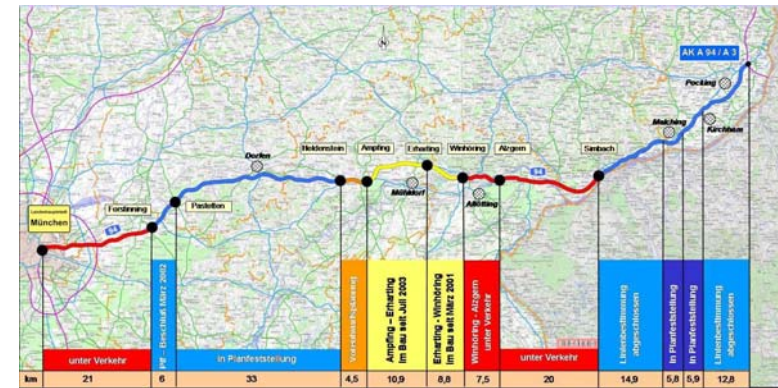 AK A 94 / A 3
Pocking
Malching
Kirchham
Simbach
Dorfen
Heldenstein
Ampfing
Erharting
Winhöring
Alzgern
94
Mühldorf
Altötting
Landeshauptstadt
München
Forstinning
Pastetten
94
unter Verkehr
Pff - Beschluß März 2002
in Planfeststellung
Ampfing – Erharting
im Bau seit Juli 2003
Erharting - Winhöring
im Bau seit März 2001
Winhöring - Alzgern
unter Verkehr
unter Verkehr
Linienbestimmung
abgeschlossen
in Planfeststellung
in Planfeststellung
Linienbestimmung
abgeschlossen
km 21 6 33 4,5 10,9 8,8 7,5 20 14,9 5,8 5,9 12,8